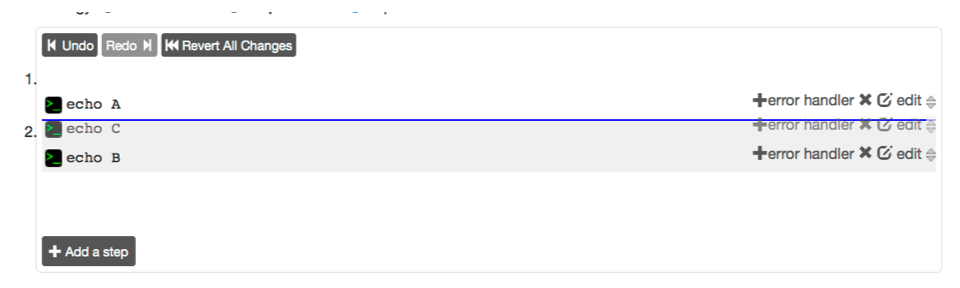 Undo Redo Revert All Changes
1.
>_ echo A error handler edit
2. >_ echo C error handler edit
>_ echo B error handler edit
Add a step